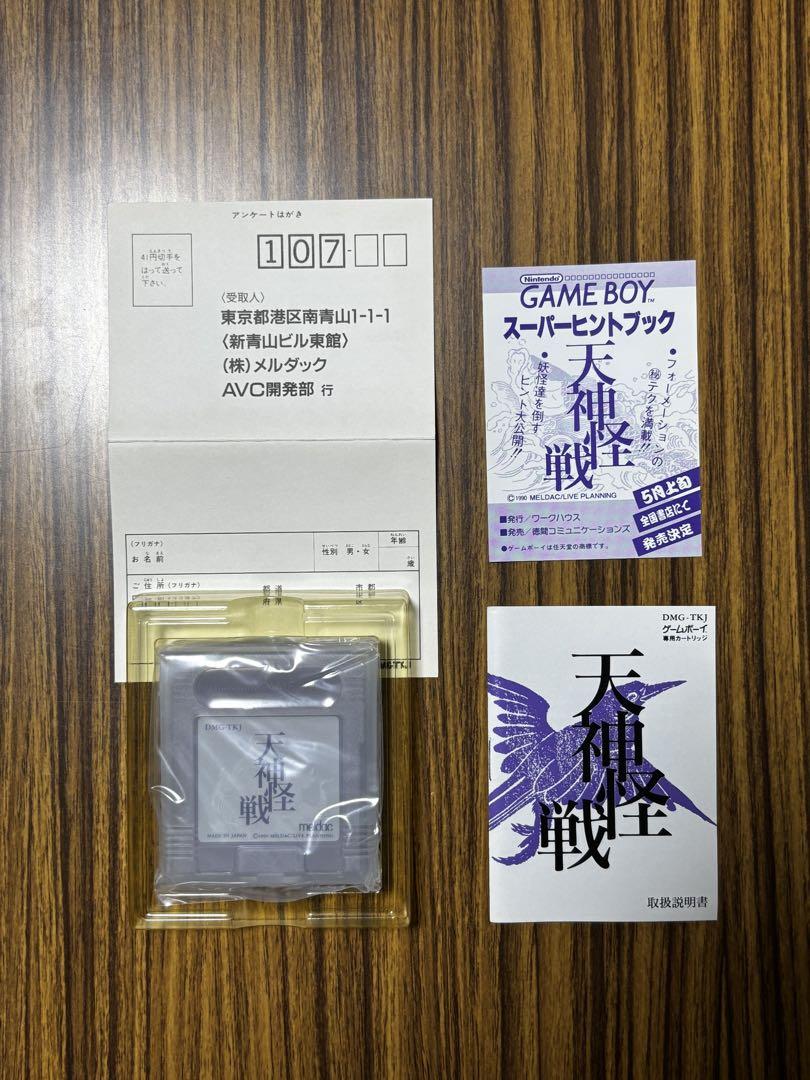 アンケートはがき
41円切手を
はって送って
下さい。
107-
〈受取人〉
東京都港区南青山1-1-1
〈新青山ビル東館〉
(株)メルダック
AVC開発部 行
(フリガナ)
お名前
性別 男・女
年齢
歳
ご住所(フリガナ)
都道
府県
市
郡
DMG-TKJ
天神怪戦
meldac
MADE IN JAPAN ©1990 MELDAC/LIVE PLANNING
Nintendo
GAME BOY™
スーパーヒントブック
天神怪戦
・フォーメーションの
㊙テクを満載!!
・妖怪達を倒す
ヒント大公開!!
©1990 MELDAC/LIVE PLANNING
5月上旬
全国書店にて
発売決定
■発行/ワークハウス
■発売/徳間コミュニケーションズ
●ゲームボーイは任天堂の商標です。
DMG-TKJ
ゲームボーイ
専用カートリッジ
天神怪戦
取扱説明書